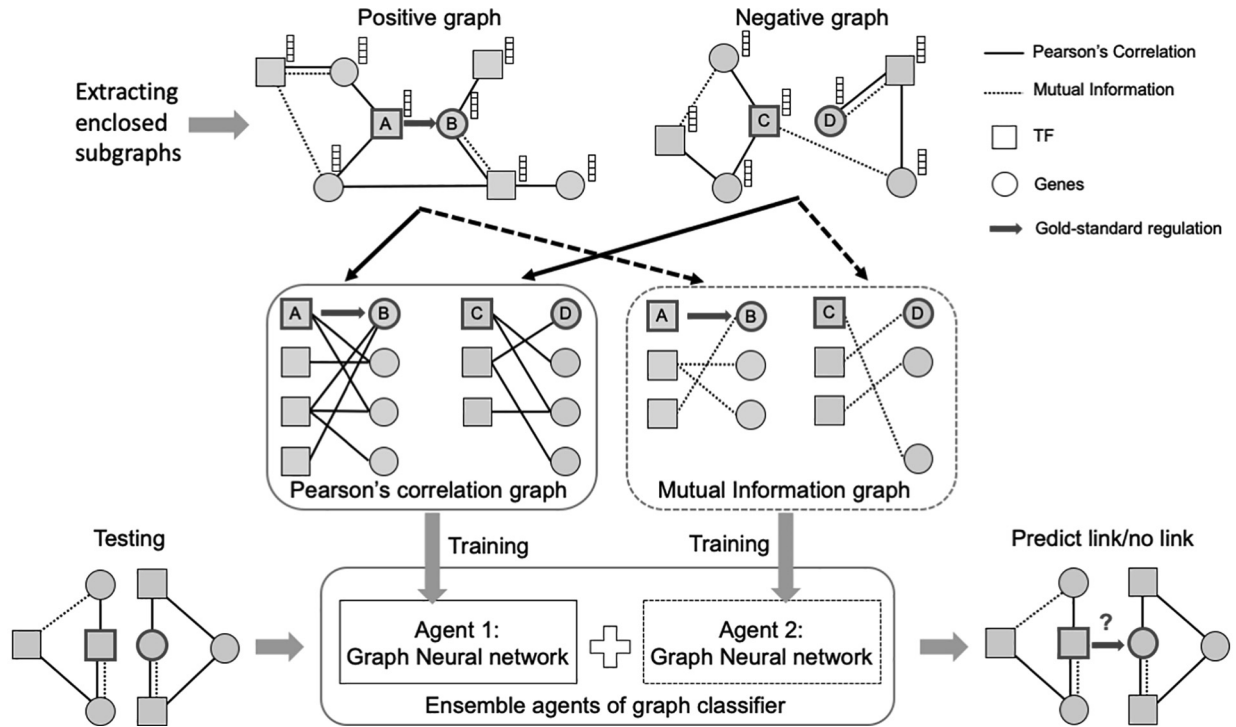 Positive graph
Negative graph
Pearson's Correlation
Mutual Information
TF
Genes
Gold-standard regulation
Extracting
enclosed
subgraphs
A
B
C
D
A
B
C
D
A
B
C
D
Pearson's correlation graph
Mutual Information graph
Testing
Training
Training
Predict link/no link
Agent 1:
Graph Neural network
Agent 2:
Graph Neural network
?
Ensemble agents of graph classifier